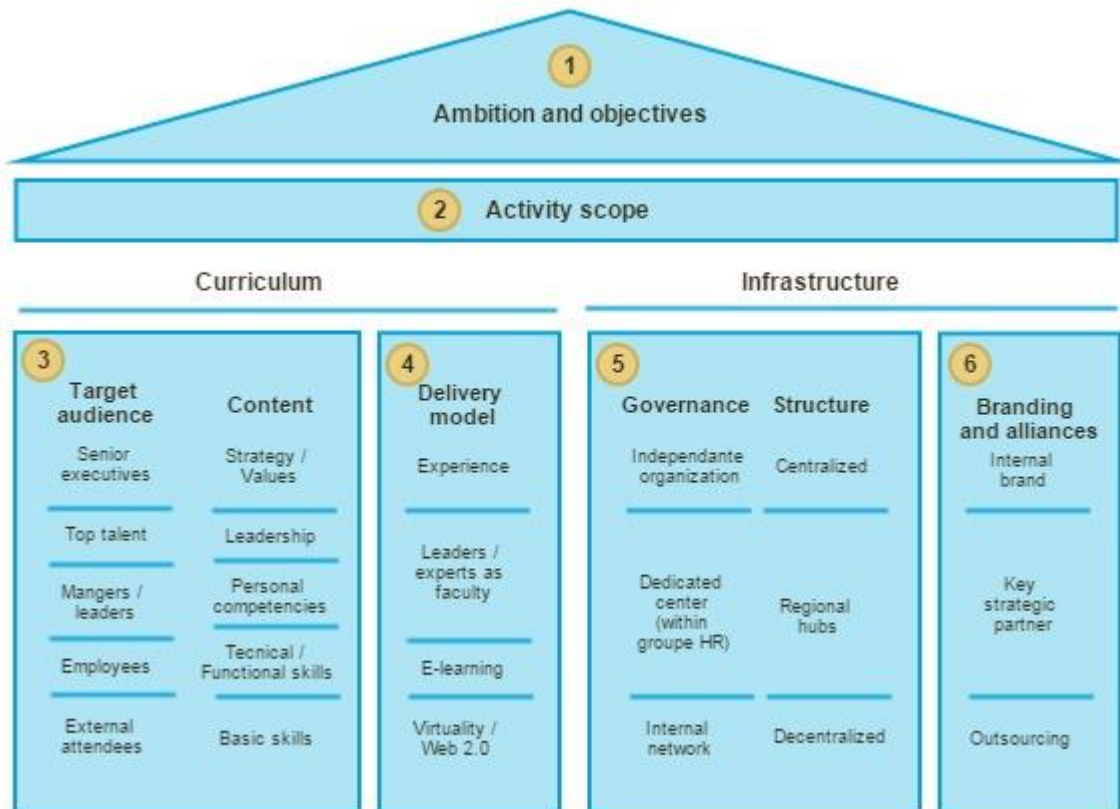 1
Ambition and objectives
2 Activity scope
Curriculum
Infrastructure
3
Target
audience
Content
Senior
executives
Strategy /
Values
Top talent
Leadership
Mangers /
leaders
Personal
competencies
Employees
Tecnical /
Functional skills
External
attendees
Basic skills
4
Delivery
model
Experience
Leaders /
experts as
faculty
E-learning
Virtuality /
Web 2.0
5
Governance
Structure
Independante
organization
Centralized
Dedicated
center
(within
groupe HR)
Regional
hubs
Internal
network
Decentralized
6
Branding
and alliances
Internal
brand
Key
strategic
partner
Outsourcing